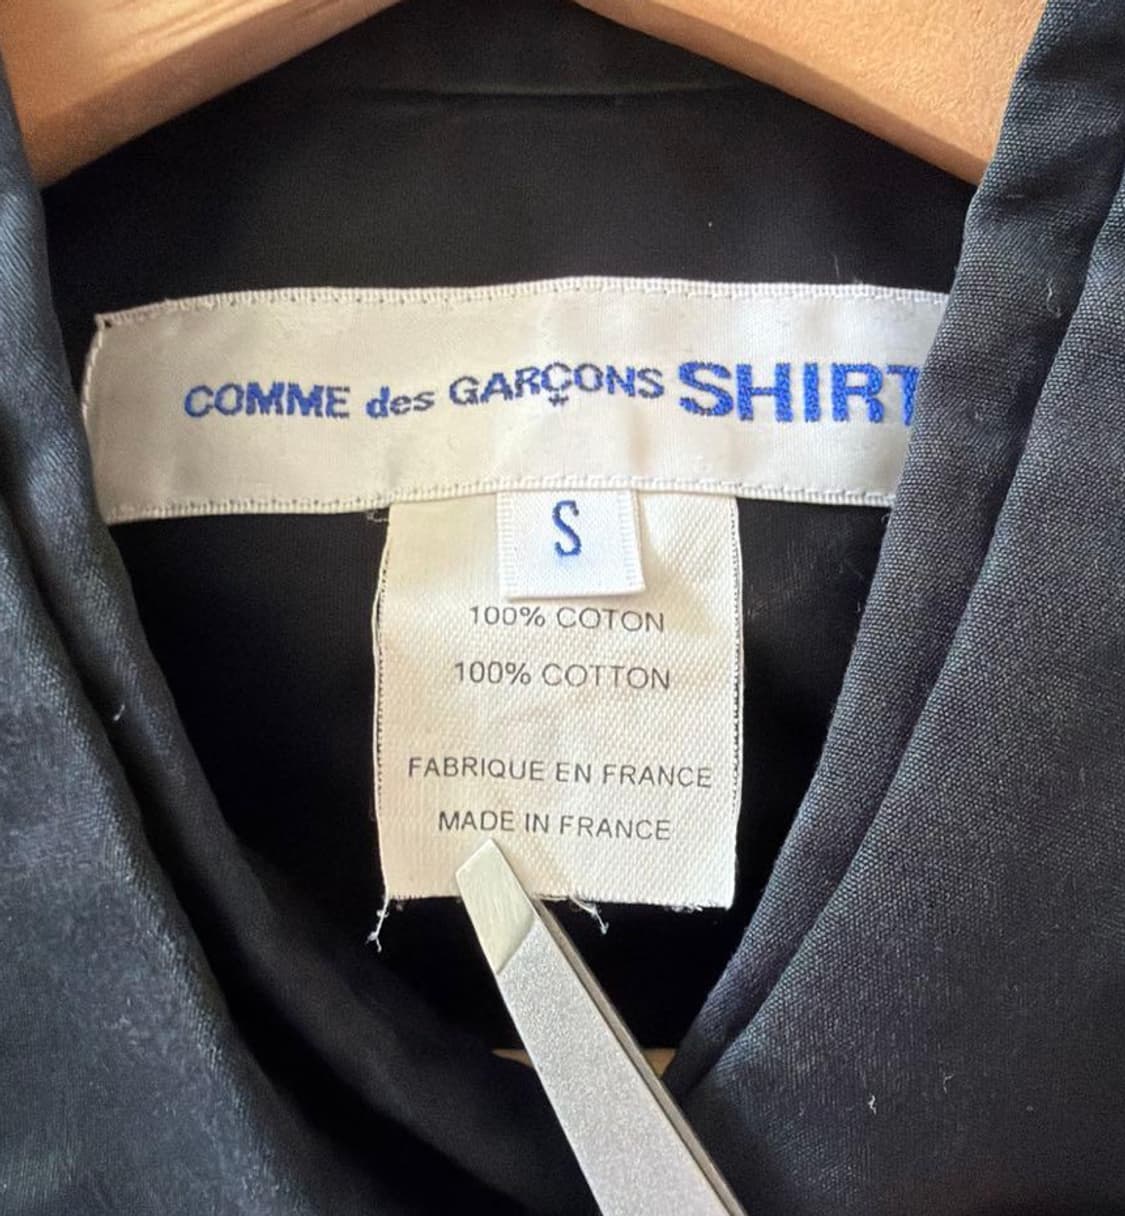 COMME des GARÇONS SHIRT
S
100% COTON
100% COTTON
FABRIQUE EN FRANCE
MADE IN FRANCE